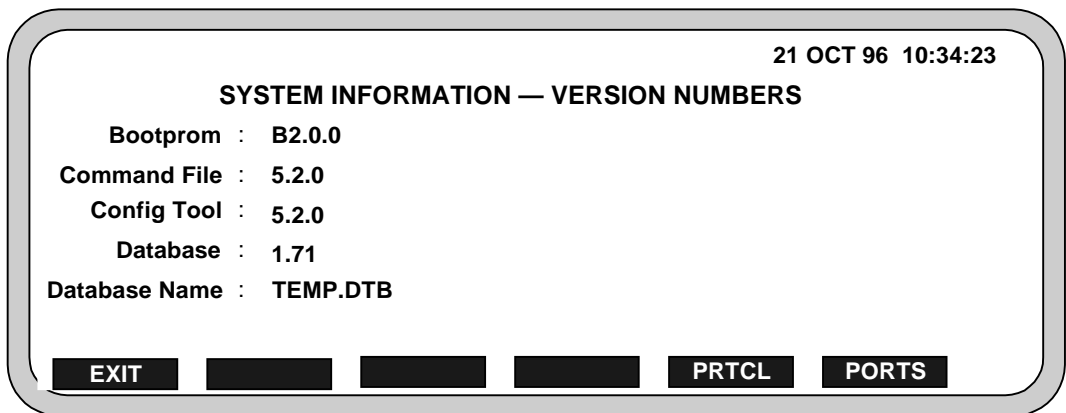 21 OCT 96 10:34:23
SYSTEM INFORMATION — VERSION NUMBERS
Bootprom : B2.0.0
Command File : 5.2.0
Config Tool : 5.2.0
Database : 1.71
Database Name : TEMP.DTB
EXIT PRTCL PORTS